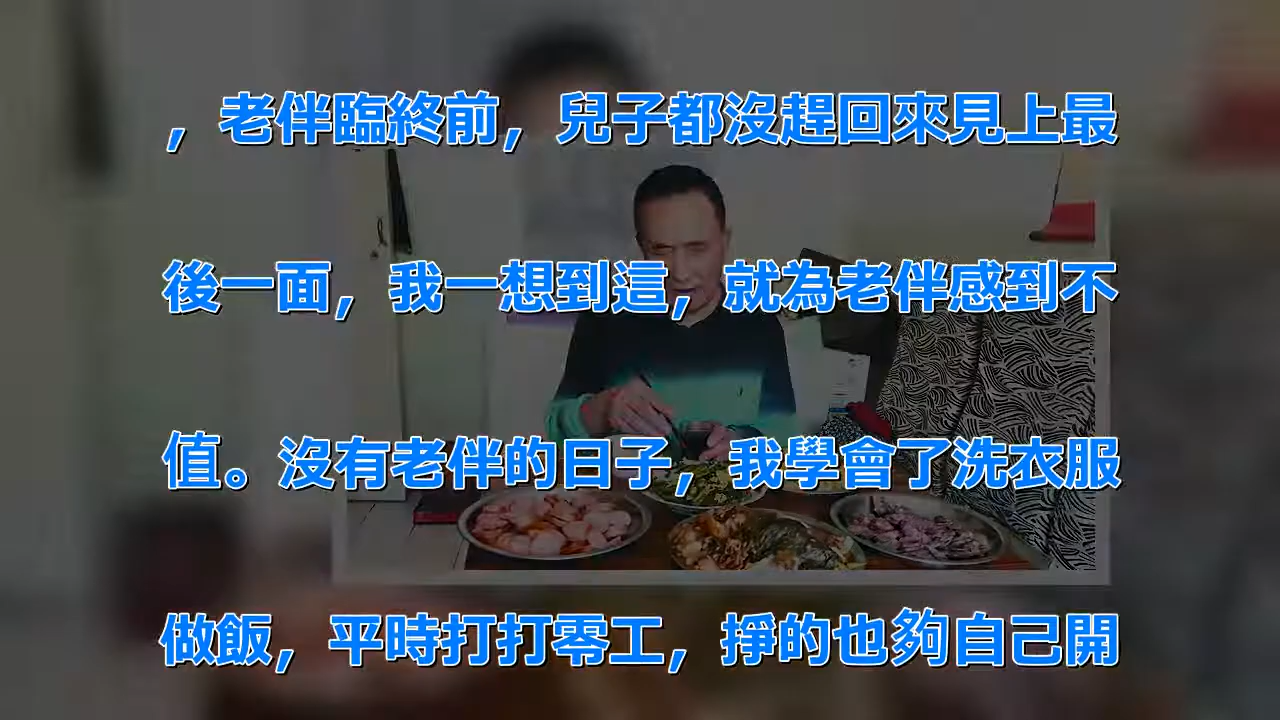 ，老伴臨終前，兒子都沒趕回來見上最
後一面，我一想到這，就為老伴感到不
值。沒有老伴的日子，我學會了洗衣服
做飯，平時打打零工，掙的也夠自己開